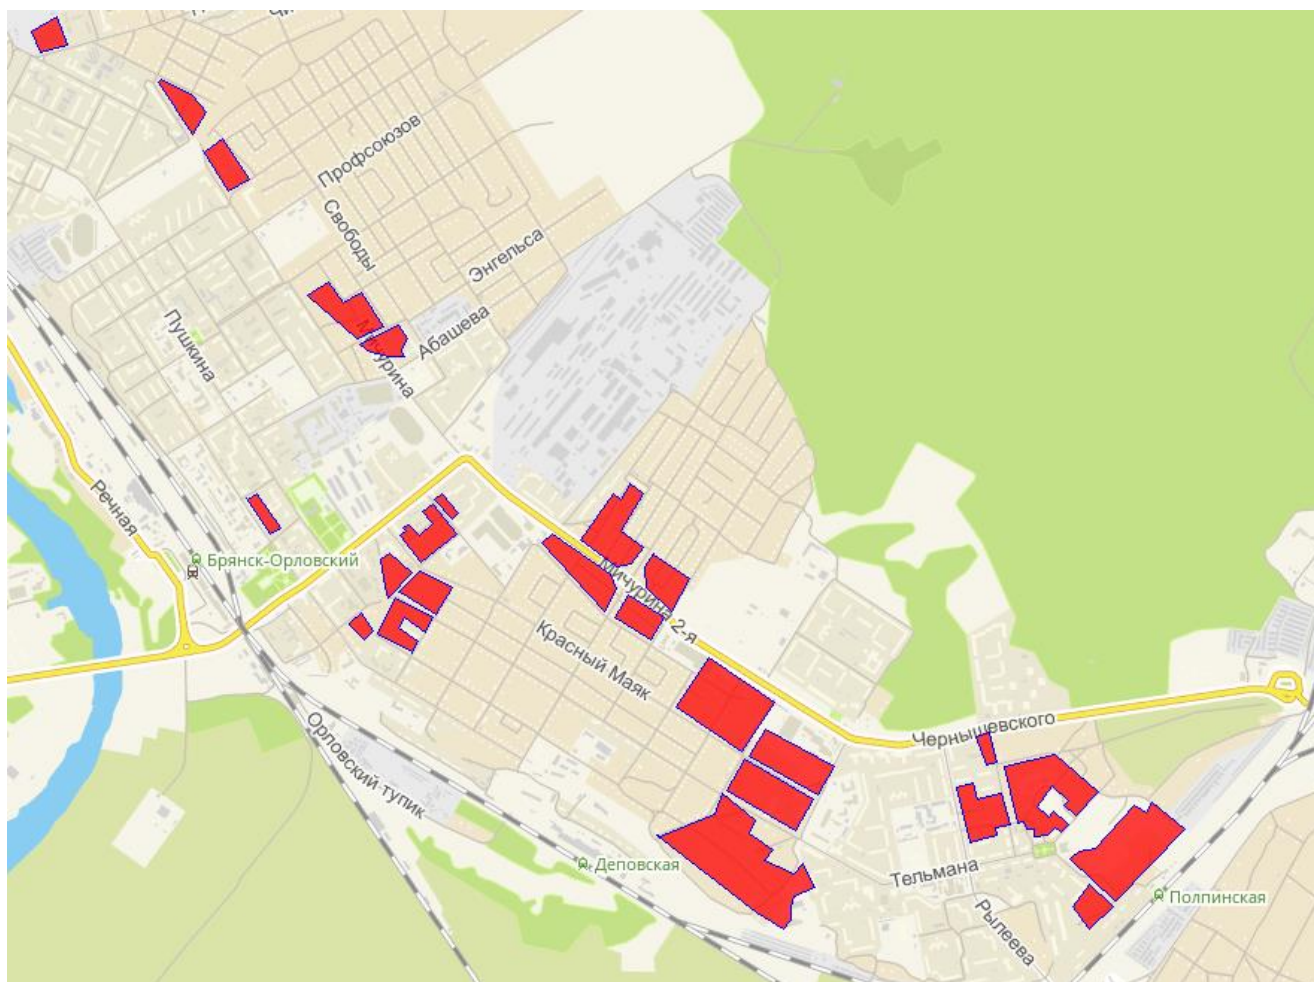 Профсоюзов
Свободы
Энгельса
Абашева
Пушкина
Мичурина
Речная
Брянск-Орловский
Мичурина 2-я
Красный Маяк
Орловский тупик
Чернышевского
Деповская
Тельмана
Полпинская
Рылеева